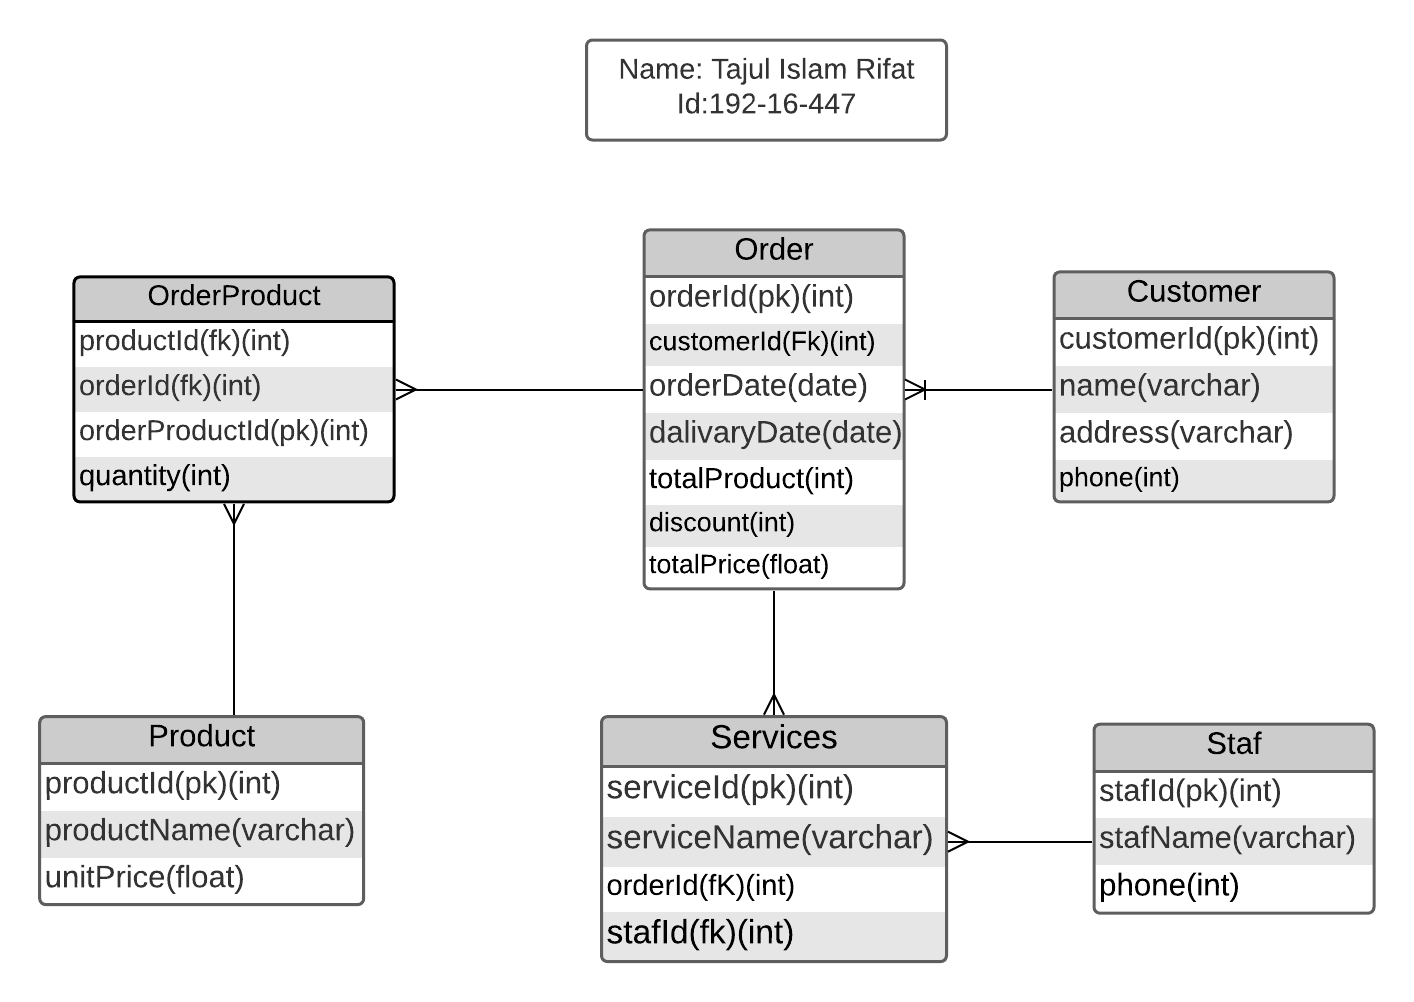 Name: Tajul Islam Rifat
Id:192-16-447
OrderProduct
productId(fk)(int)
orderId(fk)(int)
orderProductId(pk)(int)
quantity(int)
Order
orderId(pk)(int)
customerId(Fk)(int)
orderDate(date)
dalivaryDate(date)
totalProduct(int)
discount(int)
totalPrice(float)
Customer
customerId(pk)(int)
name(varchar)
address(varchar)
phone(int)
Product
productId(pk)(int)
productName(varchar)
unitPrice(float)
Services
serviceId(pk)(int)
serviceName(varchar)
orderId(fK)(int)
stafId(fk)(int)
Staf
stafId(pk)(int)
stafName(varchar)
phone(int)